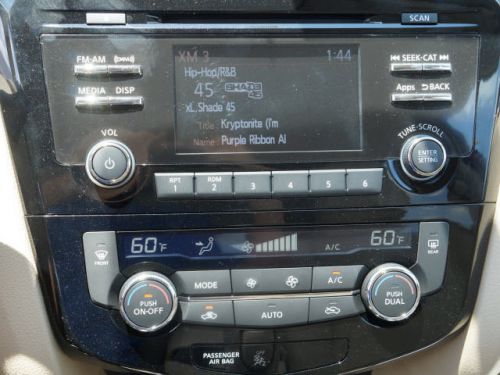 SCAN
FM·AM
XM 3
1:44
SEEK·CAT
Hip-Hop/R&B
45 SHADE 45
MEDIA DISP
Apps BACK
xL.Shade 45
Title : Kryptonite (I'm
Name : Purple Ribbon Al
VOL
TUNE·SCROLL
ENTER
SETTING
RPT 1 RDM 2 3 4 5 6
60°F A/C 60°F
FRONT
REAR
MODE A/C
PUSH
ON·OFF
AUTO
PUSH
DUAL
PASSENGER
AIR BAG